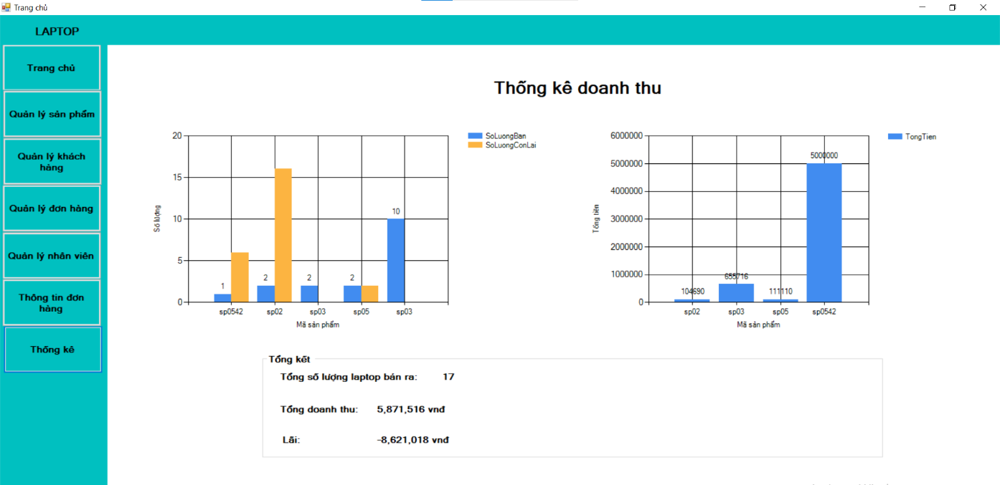 Trang chủ
LAPTOP
Trang chủ
Quản lý sản phẩm
Quản lý khách
hàng
Quản lý đơn hàng
Quản lý nhân viên
Thông tin đơn
hàng
Thống kê
Thống kê doanh thu
20
15
10
5
0
Số lượng
1
2
2
2
10
sp0542 sp02 sp03 sp05 sp03
Mã sản phẩm
SoLuongBan
SoLuongConLai
6000000
5000000
4000000
3000000
2000000
1000000
0
Tổng tiền
104690
655716
111110
5000000
sp02 sp03 sp05 sp0542
Mã sản phẩm
TongTien
Tổng kết
Tổng số lượng laptop bán ra: 17
Tổng doanh thu: 5,871,516 vnđ
Lãi: -8,621,018 vnđ